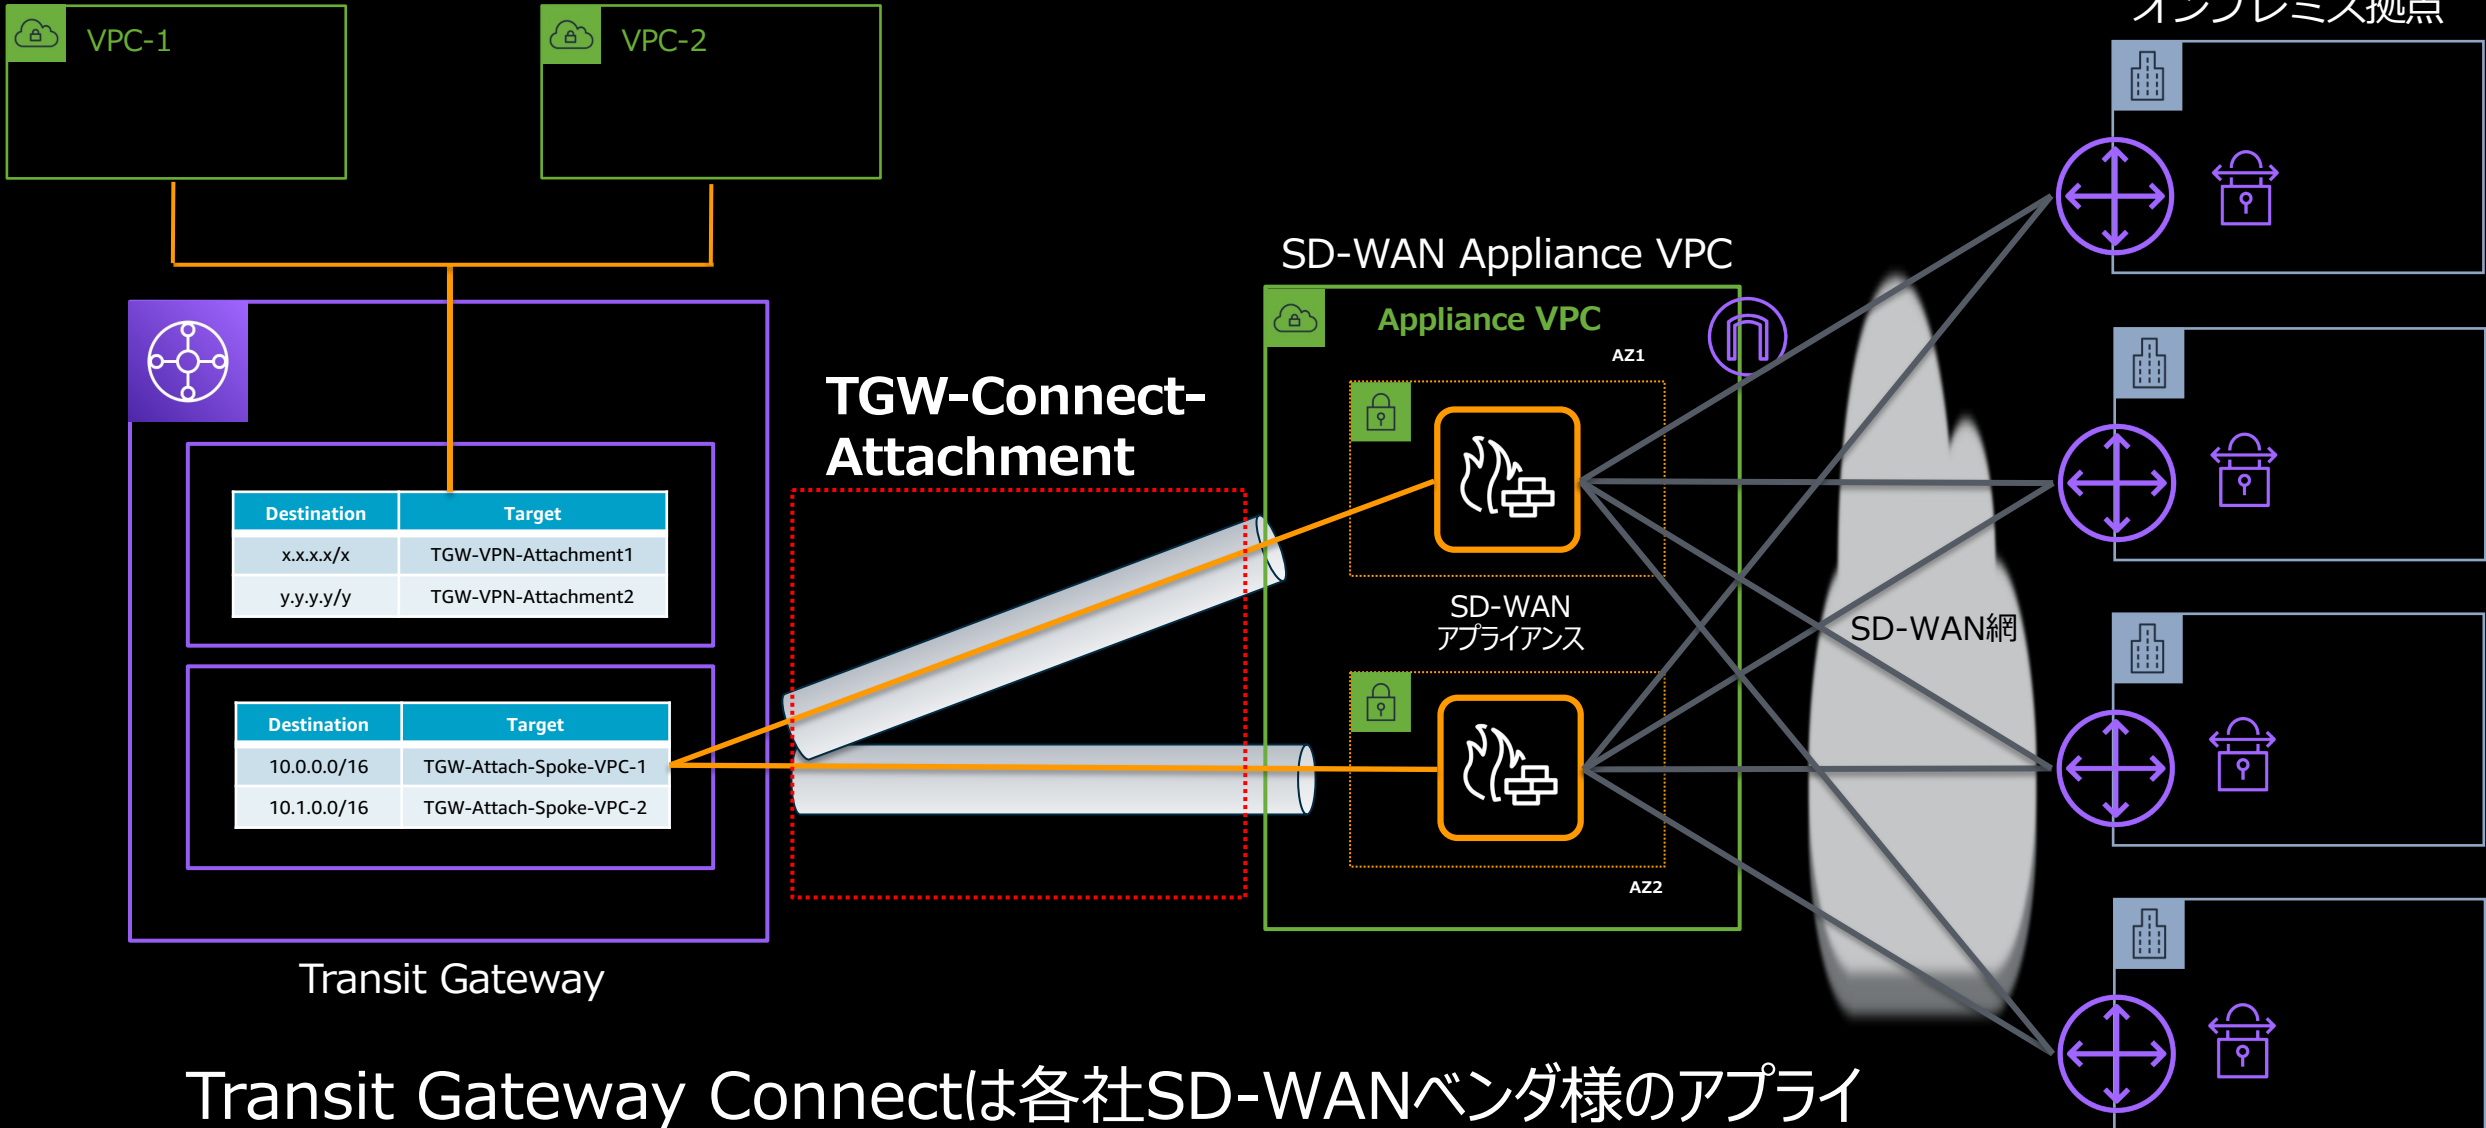 オンプレミス拠点
VPC-1
VPC-2
SD-WAN Appliance VPC
Appliance VPC
AZ1
TGW-Connect-
Attachment
Destination Target
x.x.x.x/x TGW-VPN-Attachment1
y.y.y.y/y TGW-VPN-Attachment2
SD-WAN
アプライアンス
SD-WAN網
Destination Target
10.0.0.0/16 TGW-Attach-Spoke-VPC-1
10.1.0.0/16 TGW-Attach-Spoke-VPC-2
AZ2
Transit Gateway
Transit Gateway Connectは各社SD-WANベンダ様のアプライ